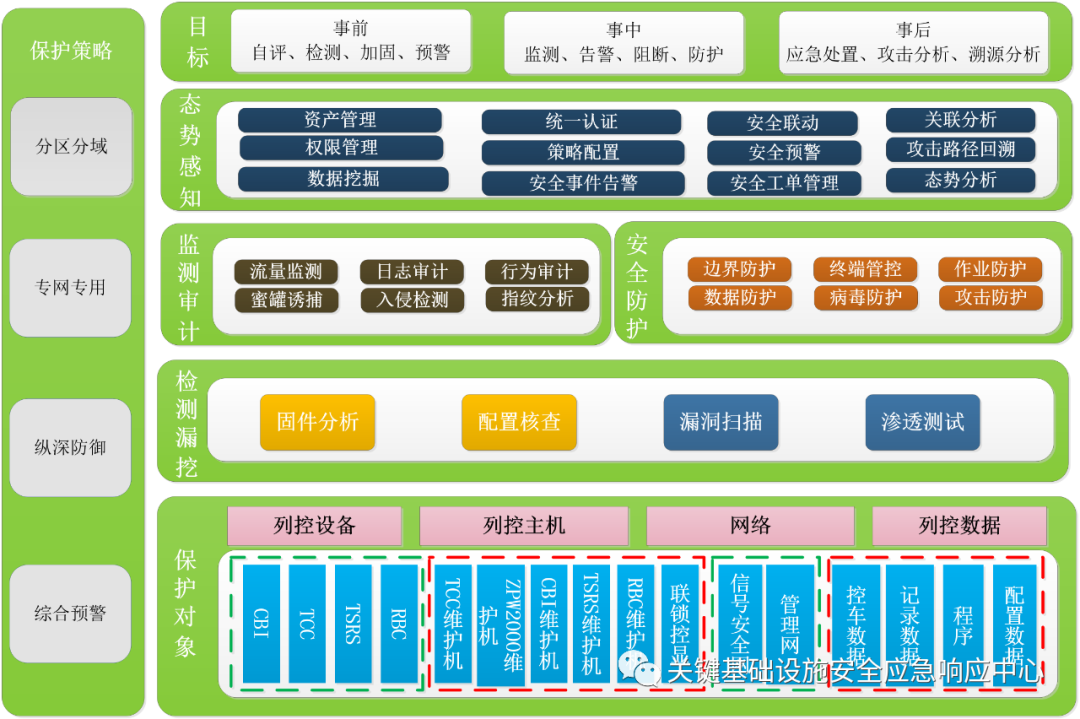 保护策略
分区分域
专网专用
纵深防御
综合预警
目标
事前
自评、检测、加固、预警
事中
监测、告警、阻断、防护
事后
应急处置、攻击分析、溯源分析
态势感知
资产管理
权限管理
数据挖掘
统一认证
策略配置
安全事件告警
安全联动
安全预警
安全工单管理
关联分析
攻击路径回溯
态势分析
监测审计
流量监测
日志审计
行为审计
蜜罐诱捕
入侵检测
指纹分析
安全防护
边界防护
终端管控
作业防护
数据防护
病毒防护
攻击防护
检测漏挖
固件分析
配置核查
漏洞扫描
渗透测试
保护对象
列控设备
列控主机
网络
列控数据
CBI
TCC
TSRS
RBC
TCC维护机
ZPW2000维
护机
CBI维护机
TSRS维护机
RBC维护
联锁控显
信号安全
管理网
控车数据
记录数据
程序
配置数据
关键基础设施安全应急响应中心